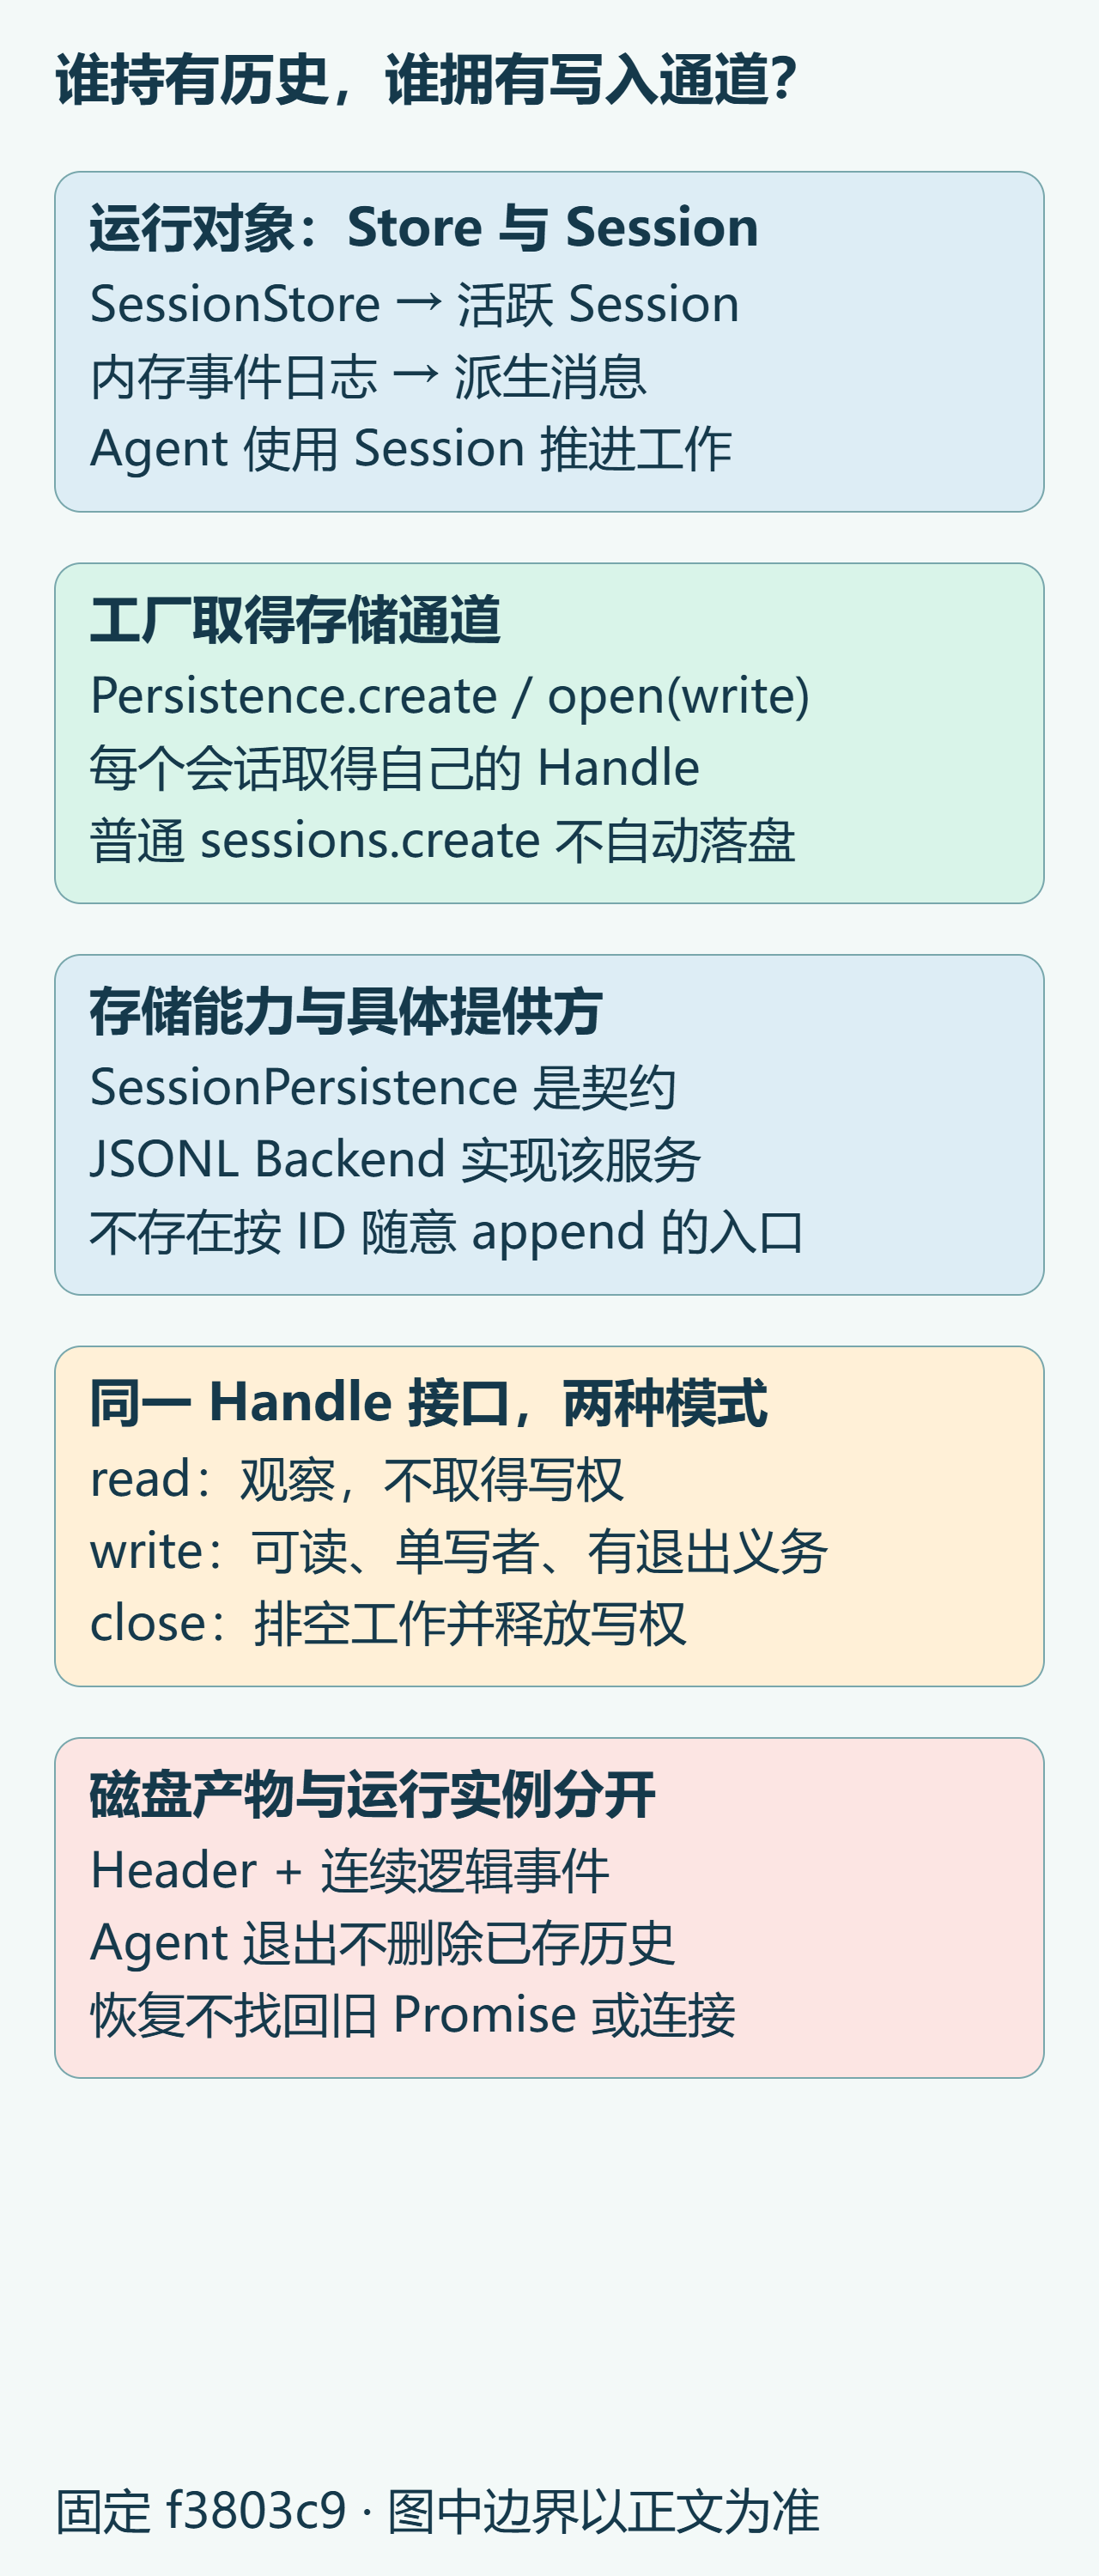 谁持有历史，谁拥有写入通道？
运行对象：Store 与 Session
SessionStore → 活跃 Session
内存事件日志 → 派生消息
Agent 使用 Session 推进工作
工厂取得存储通道
Persistence.create / open(write)
每个会话取得自己的 Handle
普通 sessions.create 不自动落盘
存储能力与具体提供方
SessionPersistence 是契约
JSONL Backend 实现该服务
不存在按 ID 随意 append 的入口
同一 Handle 接口，两种模式
read：观察，不取得写权
write：可读、单写者、有退出义务
close：排空工作并释放写权
磁盘产物与运行实例分开
Header + 连续逻辑事件
Agent 退出不删除已存历史
恢复不找回旧 Promise 或连接
固定 f3803c9 · 图中边界以正文为准